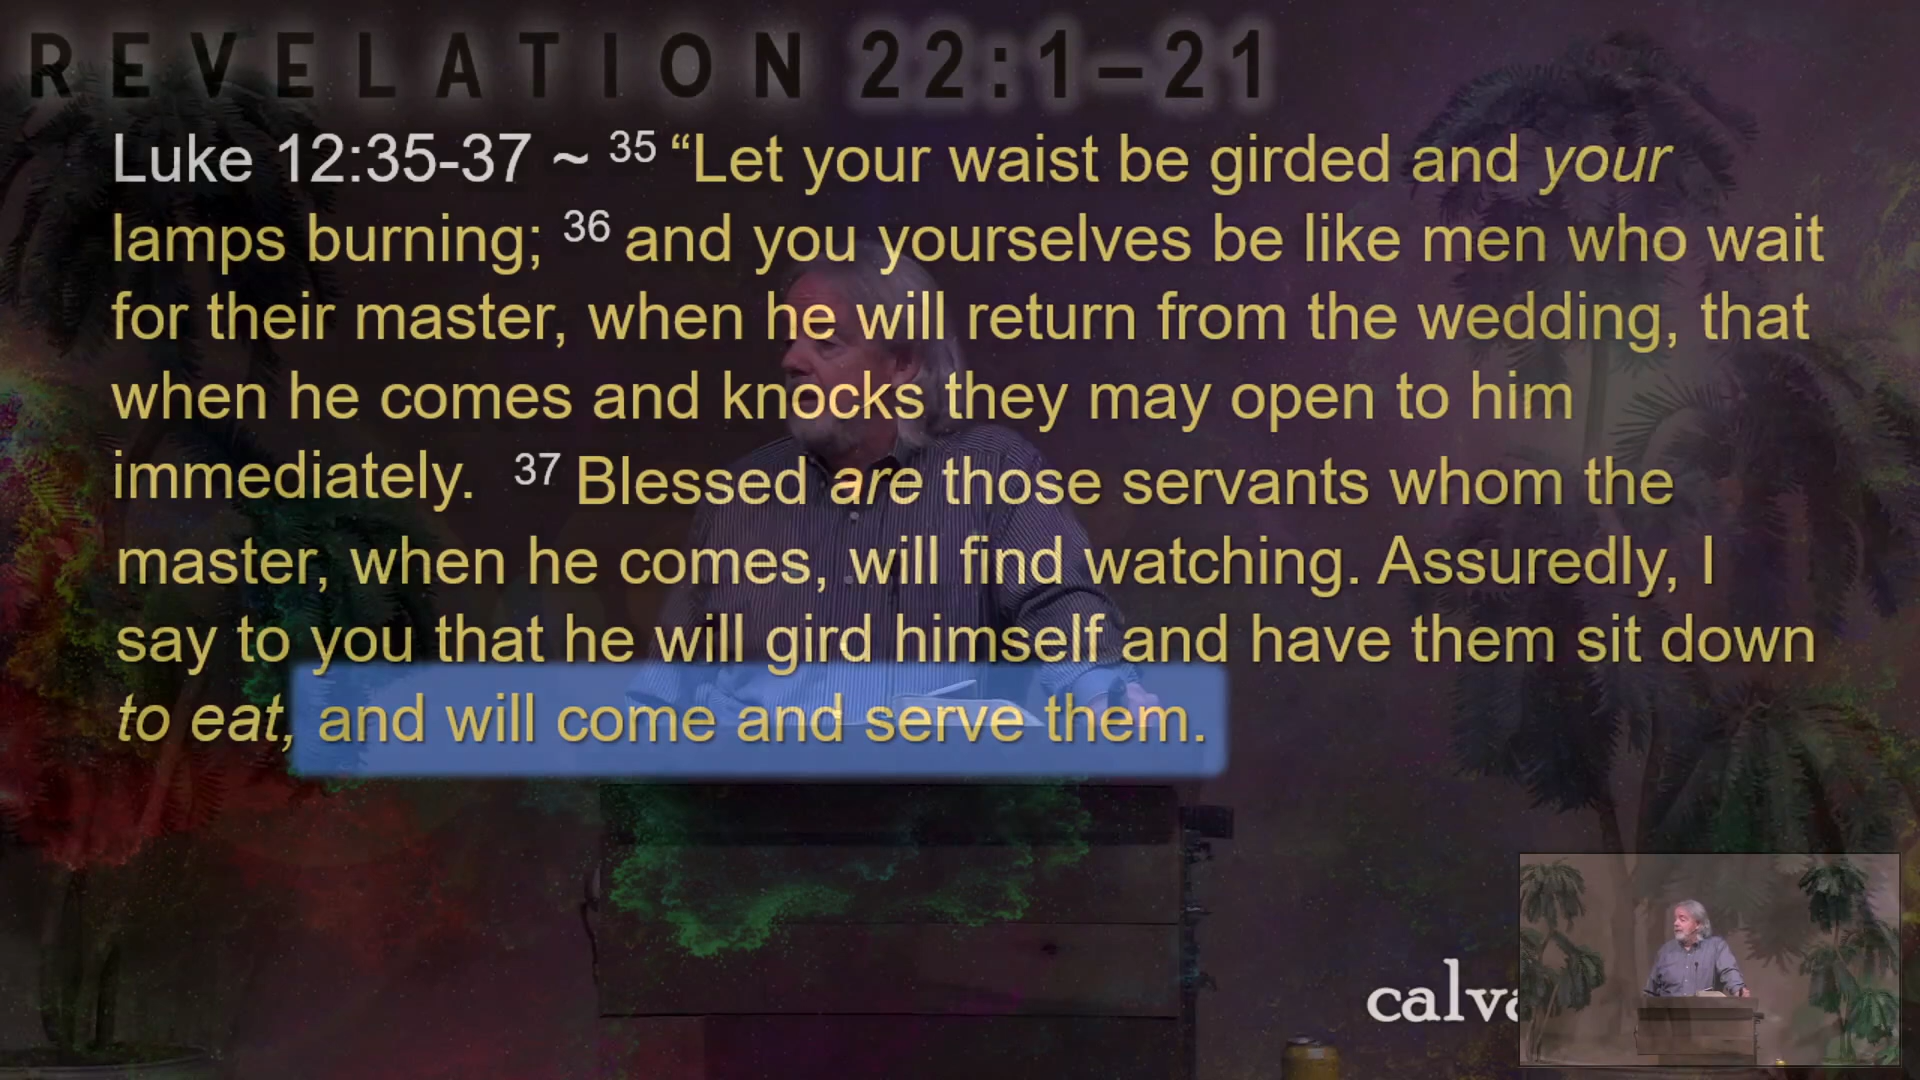 REVELATION 22:1–21
Luke 12:35-37 ~ 35 “Let your waist be girded and your
lamps burning; 36 and you yourselves be like men who wait
for their master, when he will return from the wedding, that
when he comes and knocks they may open to him
immediately. 37 Blessed are those servants whom the
master, when he comes, will find watching. Assuredly, I
say to you that he will gird himself and have them sit down
to eat, and will come and serve them.